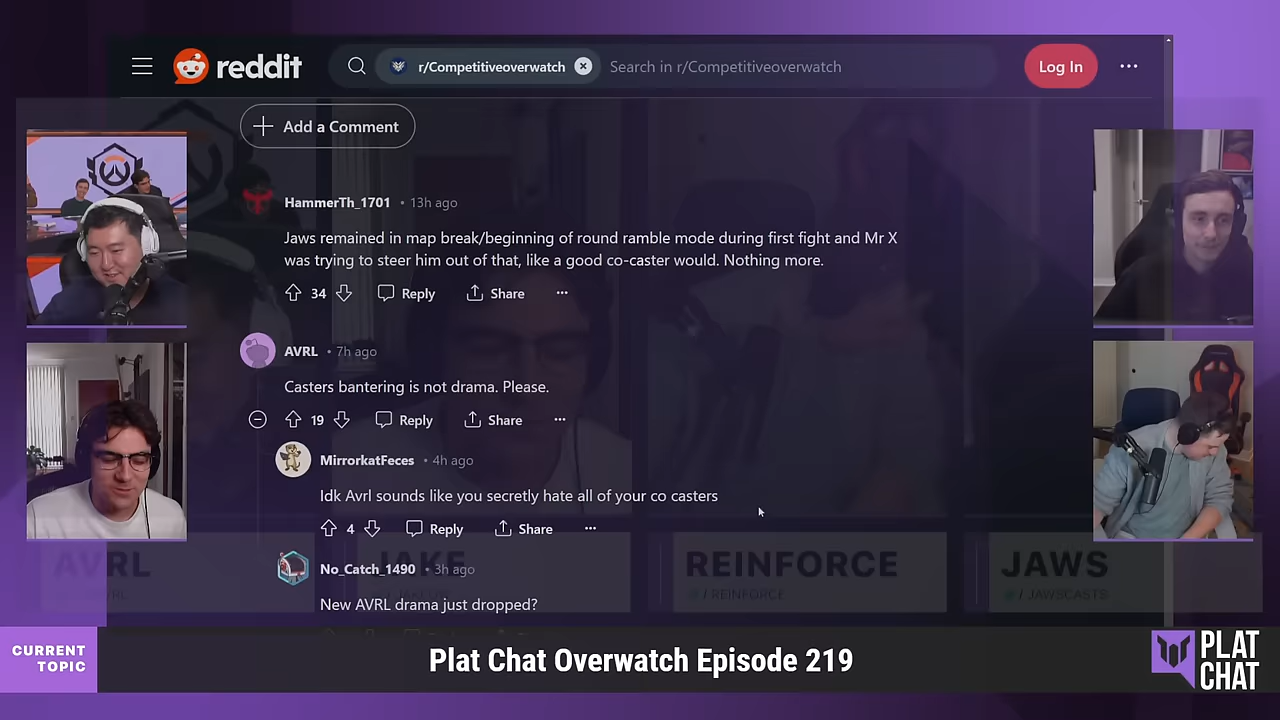 reddit
r/Competitiveoverwatch
Search in r/Competitiveoverwatch
Log In
Add a Comment
HammerTh_1701 • 13h ago
Jaws remained in map break/beginning of round ramble mode during first fight and Mr X
was trying to steer him out of that, like a good co-caster would. Nothing more.
34 Reply Share
AVRL • 7h ago
Casters bantering is not drama. Please.
19 Reply Share
MirrorkatFeces • 4h ago
Idk Avrl sounds like you secretly hate all of your co casters
4 Reply Share
No_Catch_1490 • 3h ago
New AVRL drama just dropped?
AVRL JAKE REINFORCE JAWS
/ REINFORCE / JAWSCASTS
CURRENT
TOPIC
Plat Chat Overwatch Episode 219
PLAT
CHAT